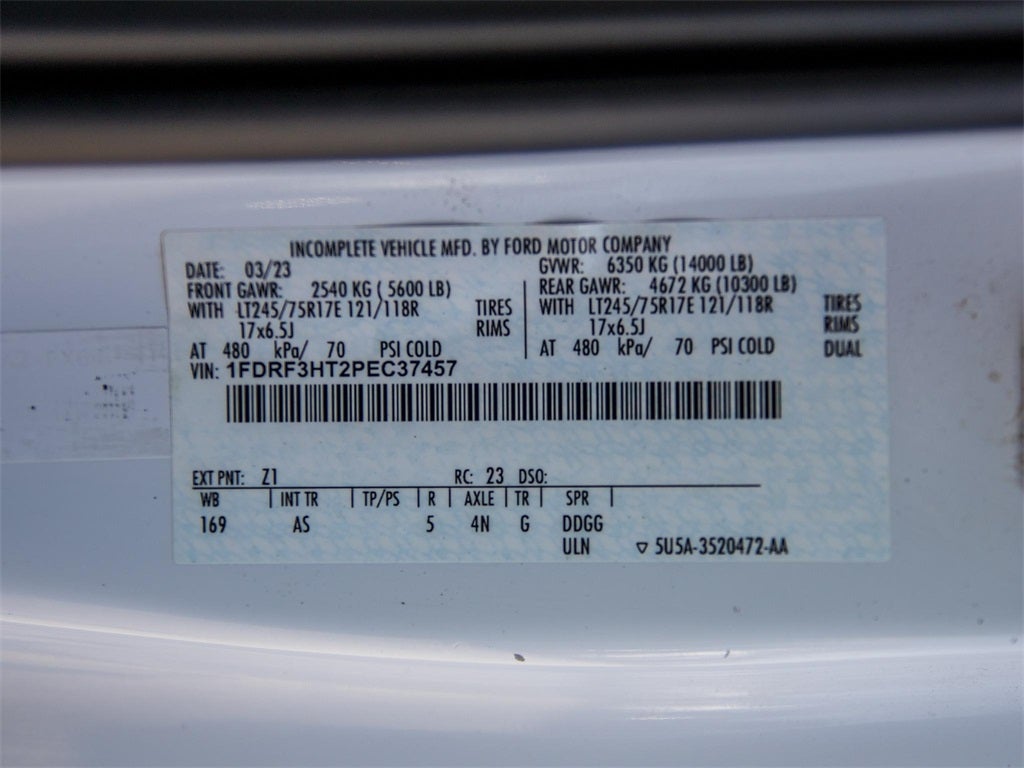 INCOMPLETE VEHICLE MFD. BY FORD MOTOR COMPANY
DATE: 03/23 GVWR: 6350 KG (14000 LB)
FRONT GAWR: 2540 KG ( 5600 LB) REAR GAWR: 4672 KG (10300 LB)
WITH LT245/75R17E 121/118R TIRES WITH LT245/75R17E 121/118R TIRES
17x6.5J RIMS 17x6.5J RIMS
AT 480 kPa/ 70 PSI COLD AT 480 kPa/ 70 PSI COLD DUAL
VIN: 1FDRF3HT2PEC37457
EXT PNT: Z1 RC: 23 DSO:
WB INT TR TP/PS R AXLE TR SPR
169 AS 5 4N G DDGG
ULN 5U5A-3520472-AA